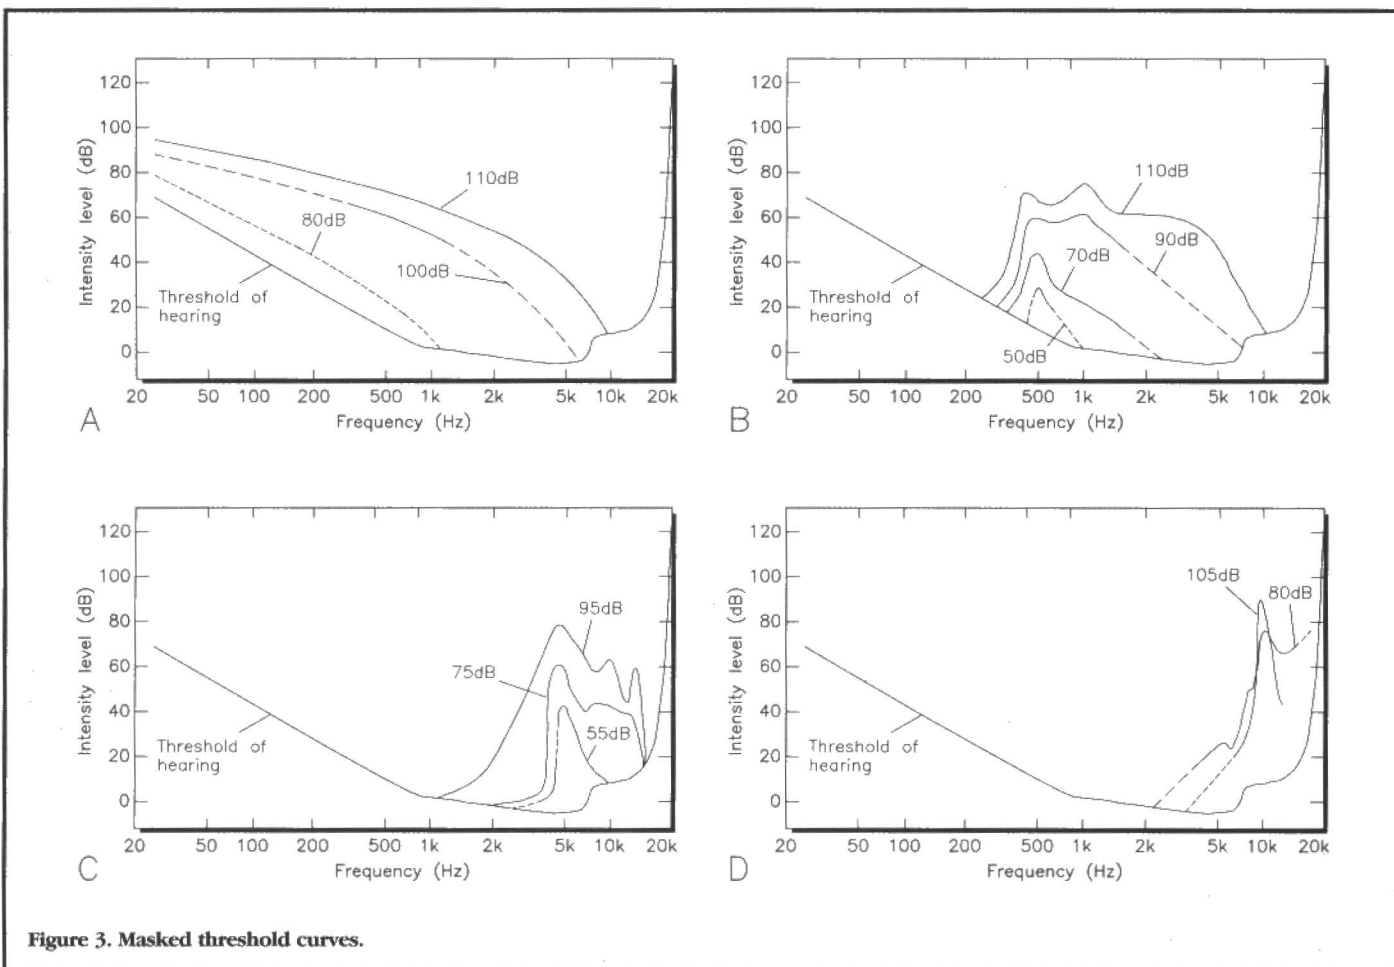 120
100
80
60
40
20
0
Intensity level (dB)
110dB
80dB
100dB
Threshold of
hearing
20 50 100 200 500 1k 2k 5k 10k 20k
Frequency (Hz)
A
120
100
80
60
40
20
0
Intensity level (dB)
110dB
90dB
70dB
50dB
Threshold of
hearing
20 50 100 200 500 1k 2k 5k 10k 20k
Frequency (Hz)
B
120
100
80
60
40
20
0
Intensity level (dB)
95dB
75dB
55dB
Threshold of
hearing
20 50 100 200 500 1k 2k 5k 10k 20k
Frequency (Hz)
C
120
100
80
60
40
20
0
Intensity level (dB)
105dB
80dB
Threshold of
hearing
20 50 100 200 500 1k 2k 5k 10k 20k
Frequency (Hz)
D
Figure 3. Masked threshold curves.